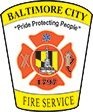 BALTIMORE CITY
"Pride Protecting People"
1797
FIRE SERVICE